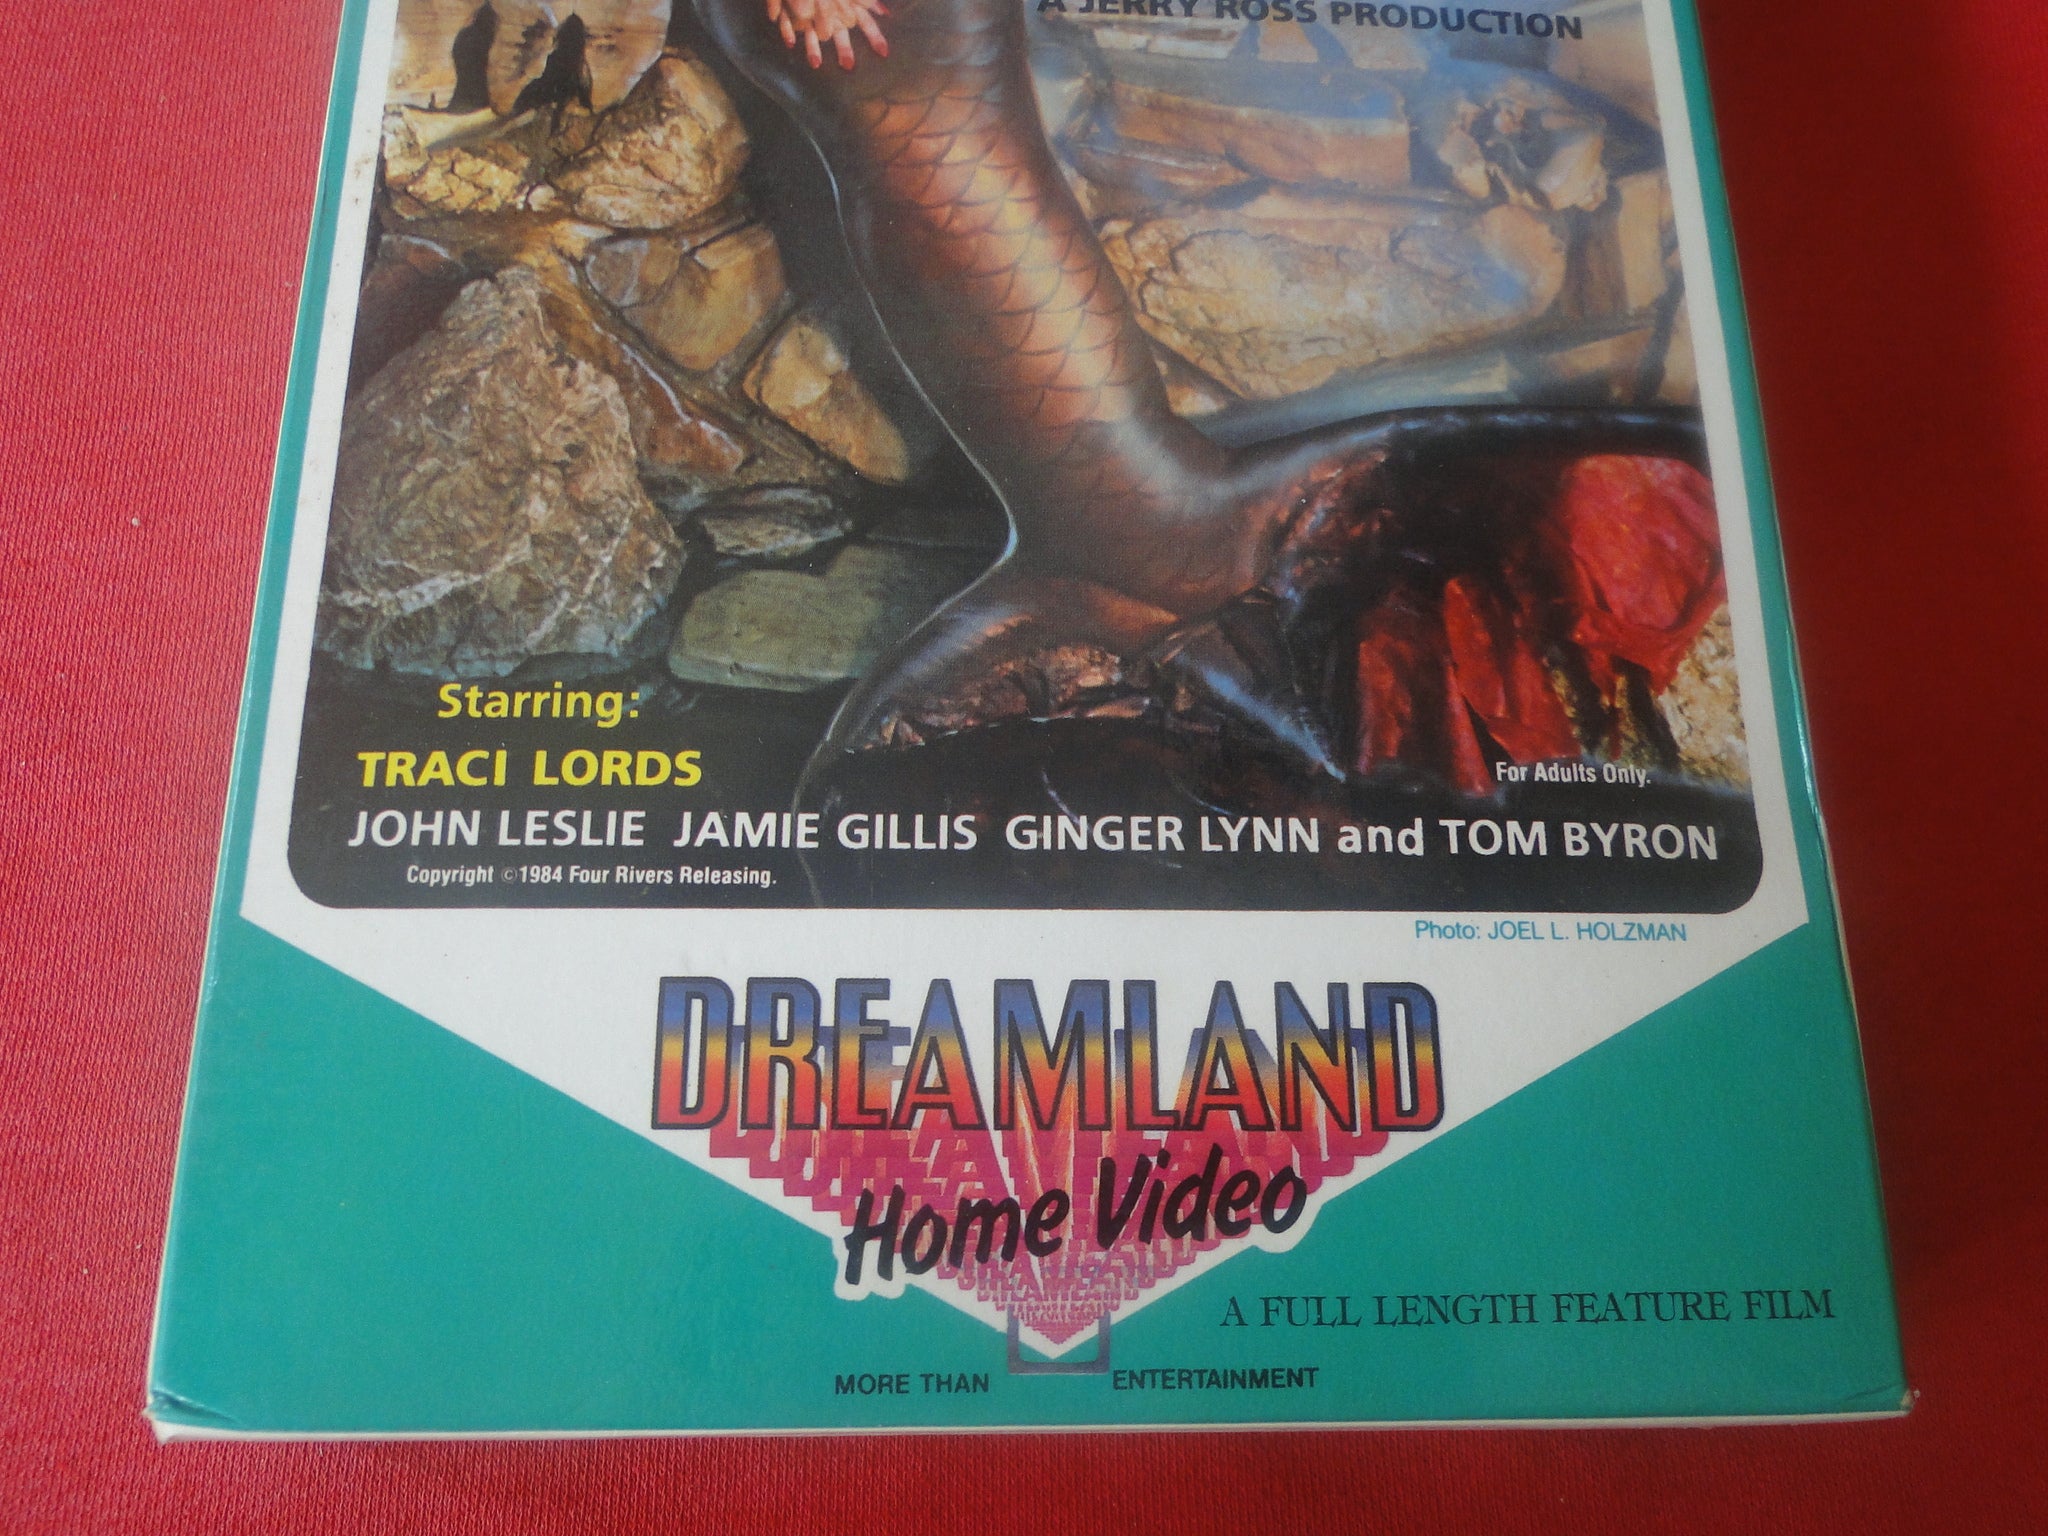 A JERRY ROSS PRODUCTION
Starring:
TRACI LORDS
For Adults Only.
JOHN LESLIE JAMIE GILLIS GINGER LYNN and TOM BYRON
Copyright ©1984 Four Rivers Releasing.
Photo: JOEL L. HOLZMAN
DREAMLAND
Home Video
A FULL LENGTH FEATURE FILM
MORE THAN ENTERTAINMENT